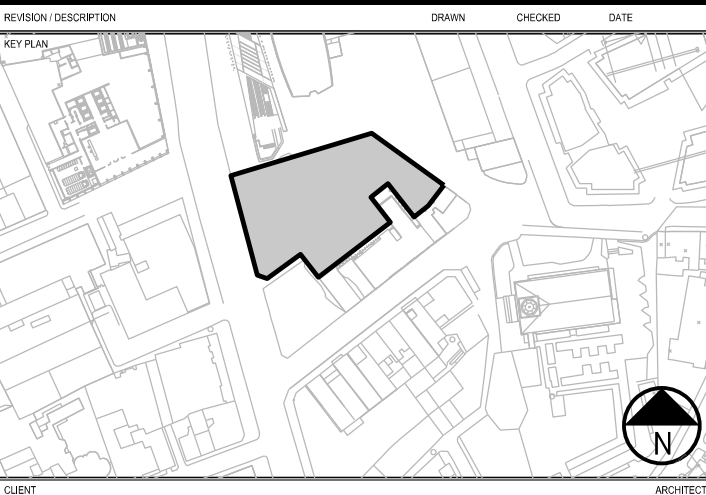 REVISION / DESCRIPTION DRAWN CHECKED DATE
KEY PLAN
N
CLIENT ARCHITECT